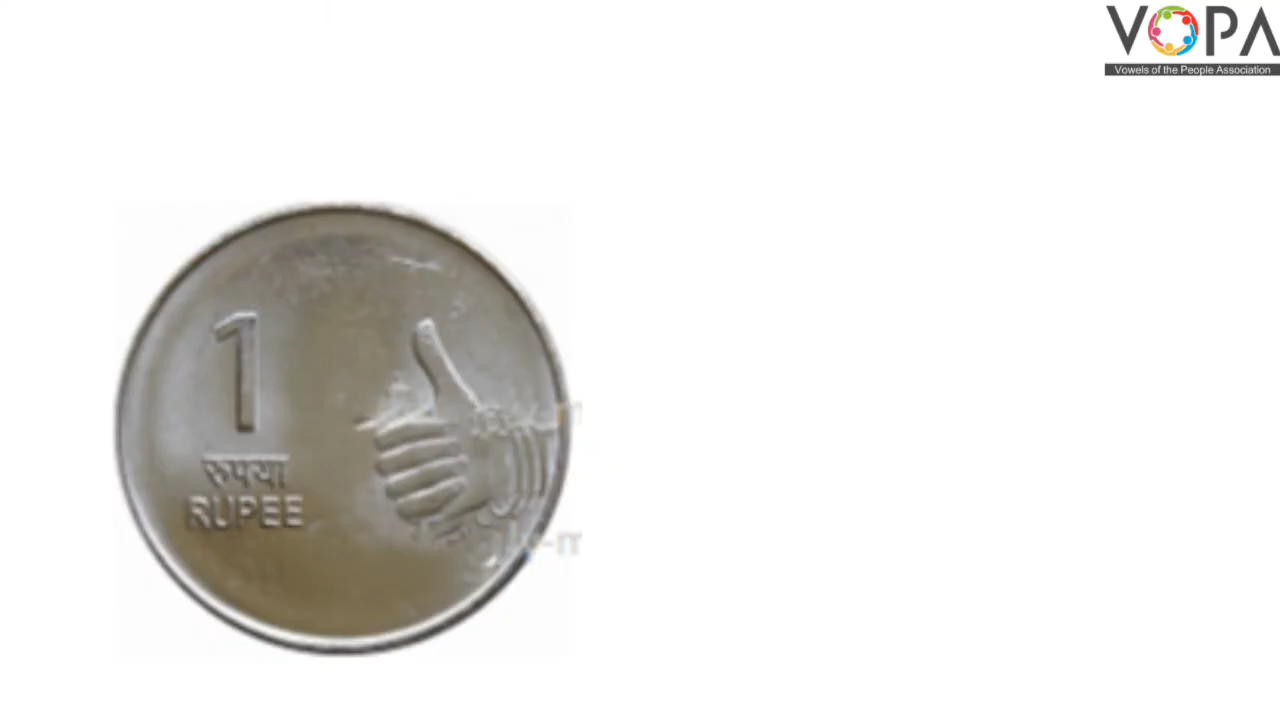 VOPA
Vowels of the People Association
1
रुपया
RUPEE